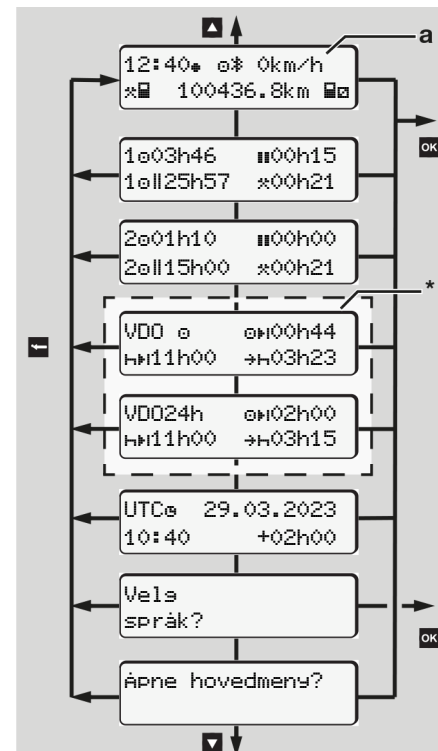 a
12:40 0km/h
100436.8km
OK
1 03h46 00h15
1 25h57 00h21
2 01h10 00h00
2 15h00 00h21
*
VDO 00h44
11h00 03h23
VDO24h 02h00
11h00 03h15
UTC 29.03.2023
10:40 +02h00
Velg
språk?
OK
Åpne hovedmeny?